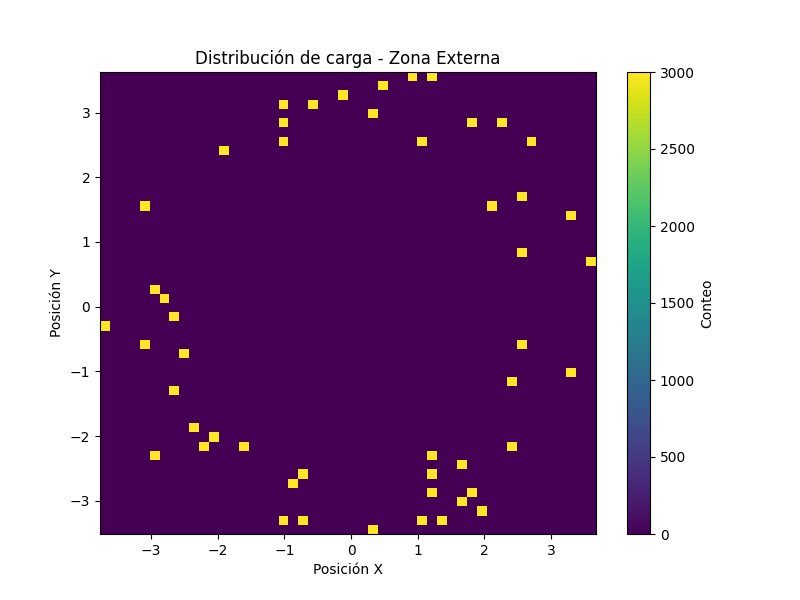 Distribución de carga - Zona Externa
3
2
1
0
−1
−2
−3
Posición Y
−3 −2 −1 0 1 2 3
Posición X
3000
2500
2000
1500
1000
500
0
Conteo